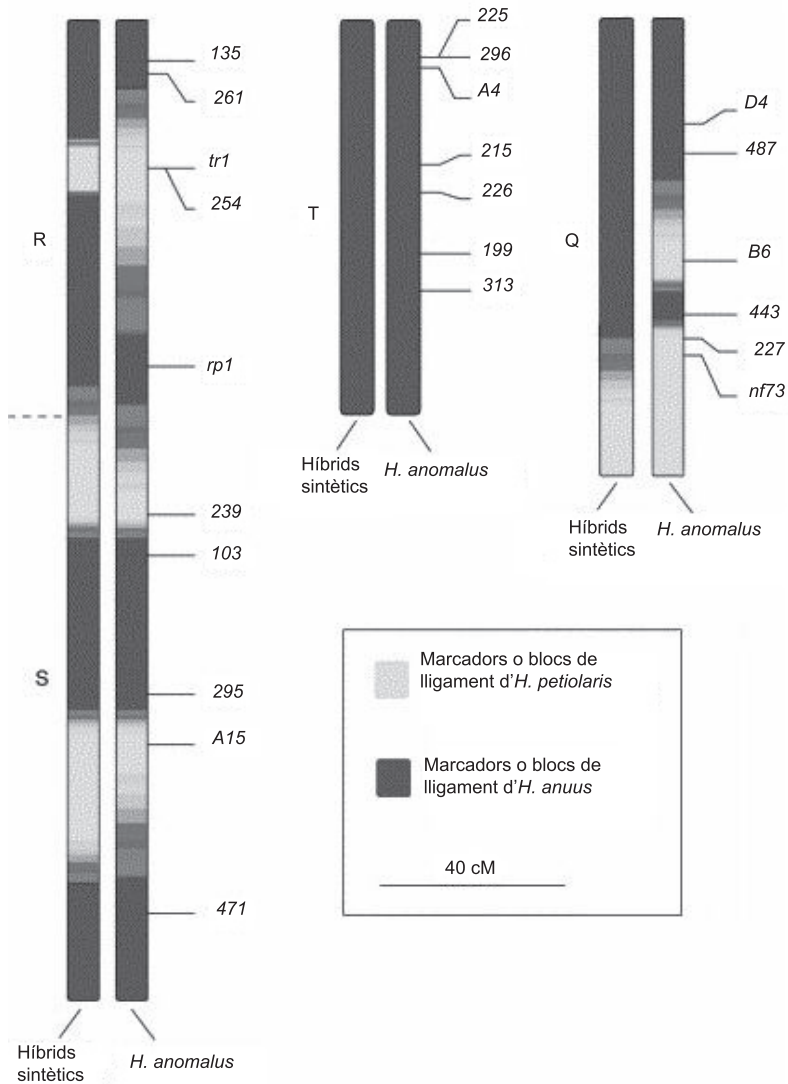 135
261
tr1
254
R
rp1
239
103
S
295
A15
471
Híbrids
sintètics
H. anomalus
225
296
A4
215
T
226
199
313
Híbrids
sintètics
H. anomalus
D4
487
Q
B6
443
227
nf73
Híbrids
sintètics
H. anomalus
Marcadors o blocs de
lligament d'H. petiolaris
Marcadors o blocs de
lligament d'H. anuus
40 cM